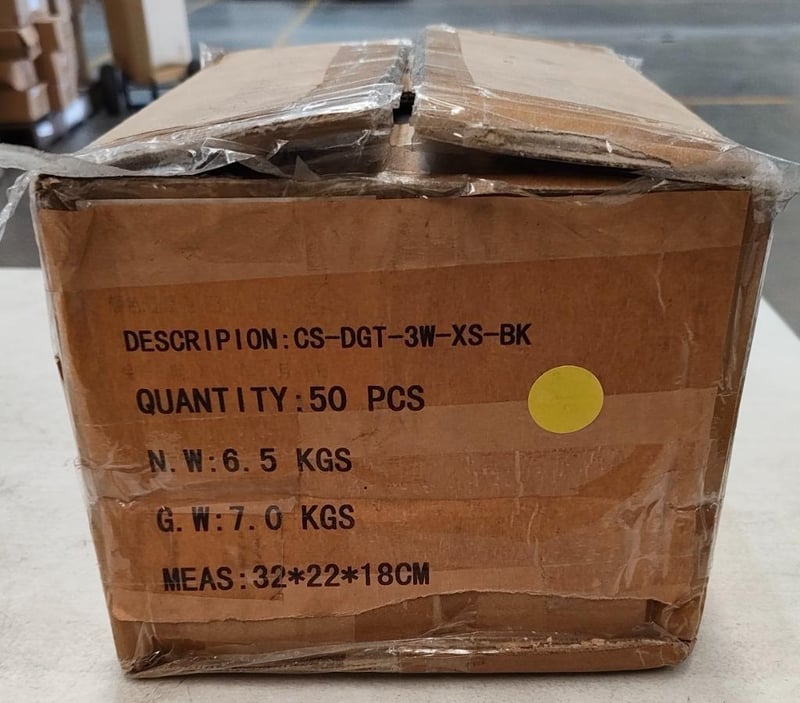 DESCRIPION:CS-DGT-3W-XS-BK
QUANTITY:50 PCS
N.W:6.5 KGS
G.W:7.0 KGS
MEAS:32*22*18CM